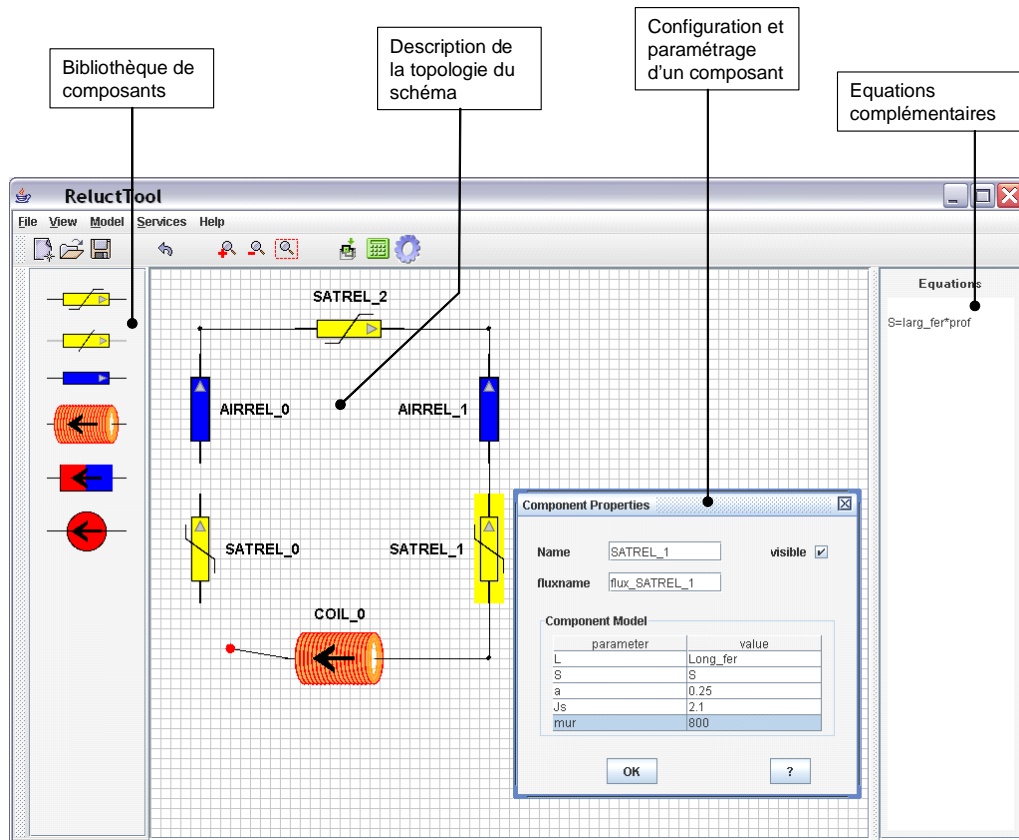 Bibliothèque de
composants
Description de
la topologie du
schéma
Configuration et
paramétrage
d'un composant
Equations
complémentaires
ReluctTool
File View Model Services Help
Equations
S=larg_fer*prof
SATREL_2
AIRREL_0
AIRREL_1
SATREL_0
SATREL_1
COIL_0
Component Properties
Name SATREL_1 visible
fluxname flux_SATREL_1
Component Model
parameter value
L Long_fer
S S
a 0.25
Js 2.1
mur 800
OK ?